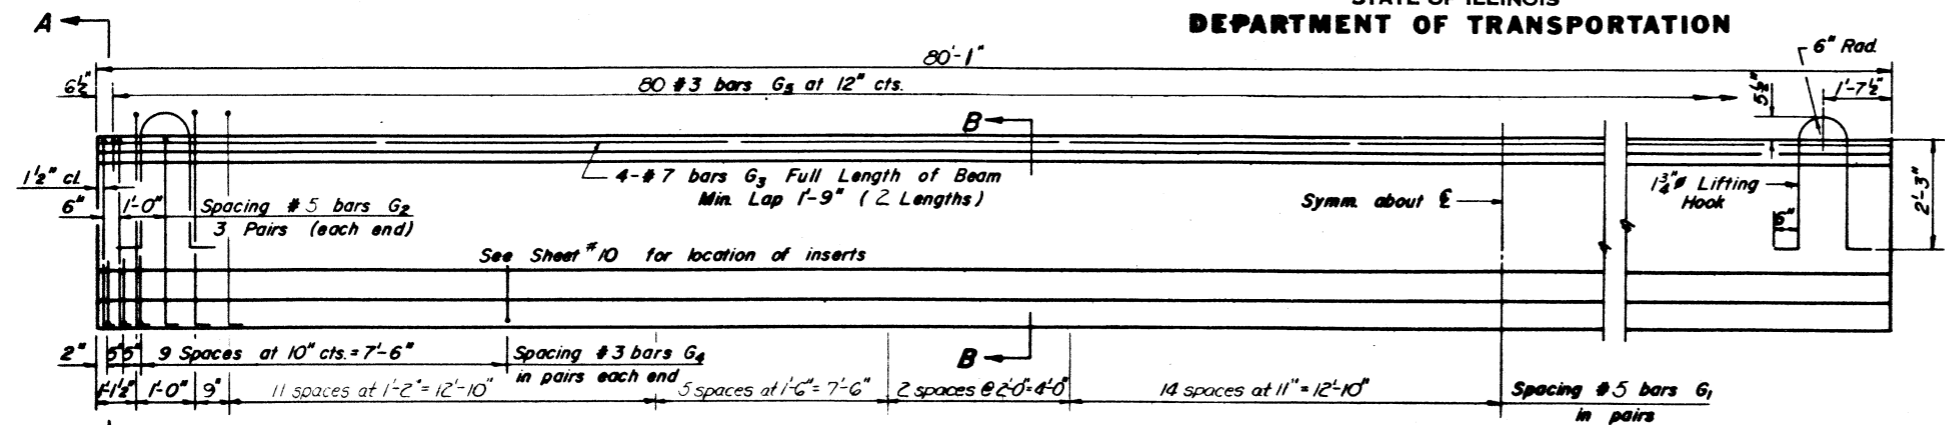 STATE OF ILLINOIS
DEPARTMENT OF TRANSPORTATION
A
80'-1"
6" Rad.
6½"
80 #3 bars G5 at 12" cts.
5½"
1'-7½"
B
1½" cl.
4-#7 bars G3 Full Length of Beam
Min. Lap 1'-9" (2 Lengths)
6"
1'-0"
Spacing #5 bars G2
3 Pairs (each end)
Symm. about ℄
1¾"ø Lifting
Hook
2'-3"
See Sheet #10 for location of inserts
2"
5"
5"
9 Spaces at 10" cts.=7'-6"
Spacing #3 bars G4
in pairs each end
B
1'-1½"
1'-0"
9"
11 spaces at 1'-2"=12'-10"
5 spaces at 1'-6"=7'-6"
2 spaces @ 2'-0"=4'-0"
14 spaces at 11"=12'-10"
Spacing #5 bars G1
in pairs